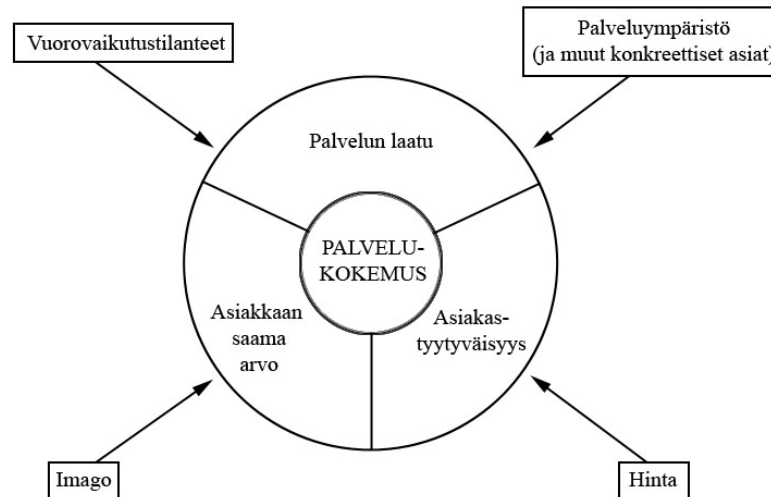 Vuorovaikutustilanteet
Palveluympäristö
(ja muut konkreettiset asiat)
Palvelun laatu
PALVELU-
KOKEMUS
Asiakkaan
saama
arvo
Asiakas-
tyytyväisyys
Imago
Hinta